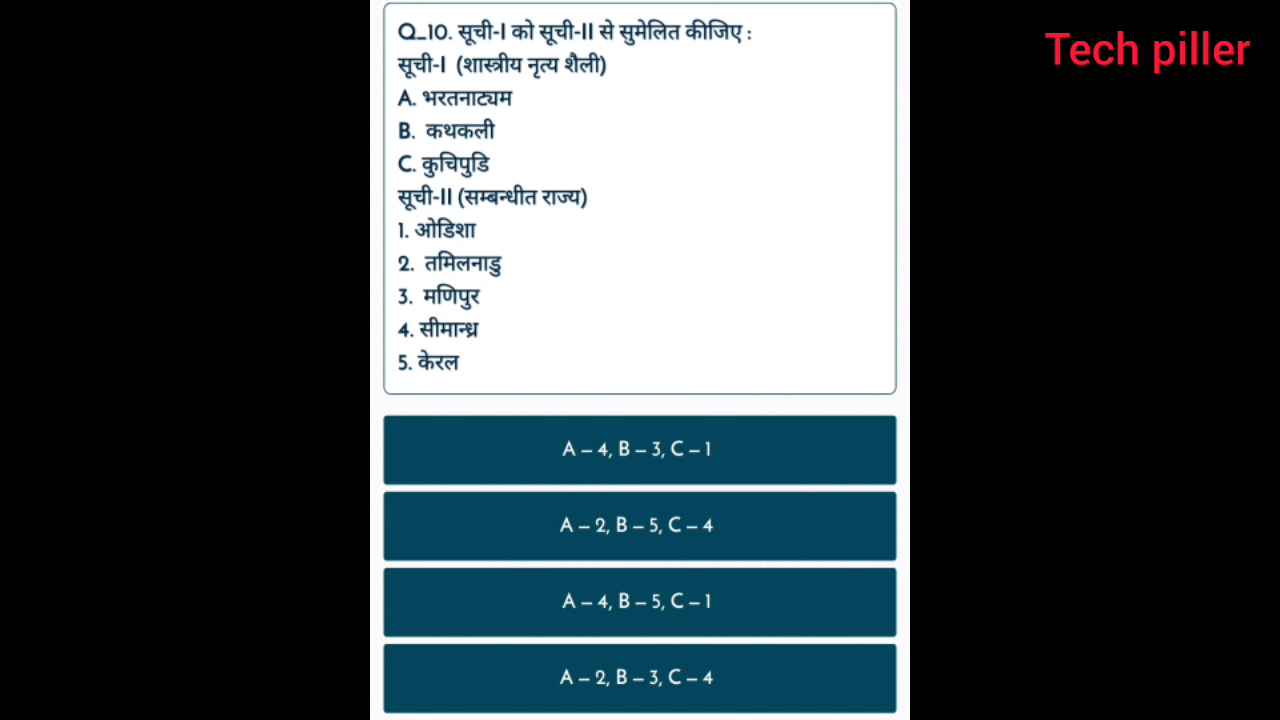 Tech piller
Q_10. सूची-I को सूची-II से सुमेलित कीजिए :
सूची-I (शास्त्रीय नृत्य शैली)
A. भरतनाट्यम
B. कथकली
C. कुचिपुडि
सूची-II (सम्बन्धीत राज्य)
1. ओडिशा
2. तमिलनाडु
3. मणिपुर
4. सीमान्ध्र
5. केरल
A – 4, B – 3, C – 1
A – 2, B – 5, C – 4
A – 4, B – 5, C – 1
A – 2, B – 3, C – 4